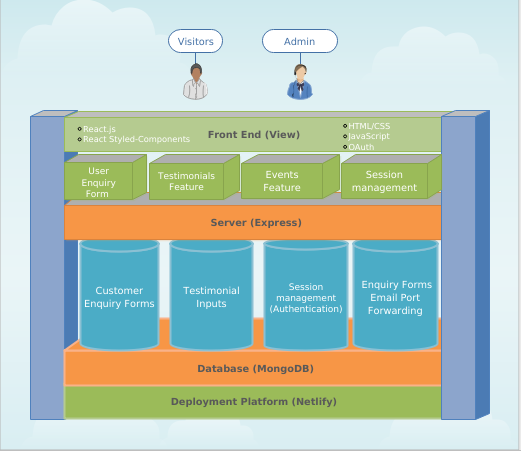 Visitors
Admin
React.js
React Styled-Components
Front End (View)
HTML/CSS
JavaScript
OAuth
User
Enquiry
Form
Testimonials
Feature
Events
Feature
Session
management
Server (Express)
Customer
Enquiry Forms
Testimonial
Inputs
Session
management
(Authentication)
Enquiry Forms
Email Port
Forwarding
Database (MongoDB)
Deployment Platform (Netlify)